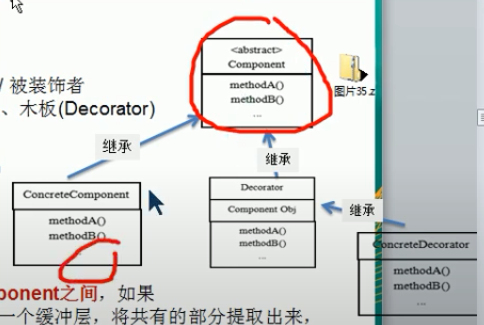 <abstract>
Component
methodA()
methodB()
...
图片35.z
/ 被装饰者
、木板(Decorator)
继承
继承
继承
ConcreteComponent
methodA()
methodB()
...
Decorator
Component Obj
methodA()
methodB()
...
ConcreteDecorator
methodA()
methodB()
...
ponent之间，如果
一个缓冲层，将共有的部分提取出来，